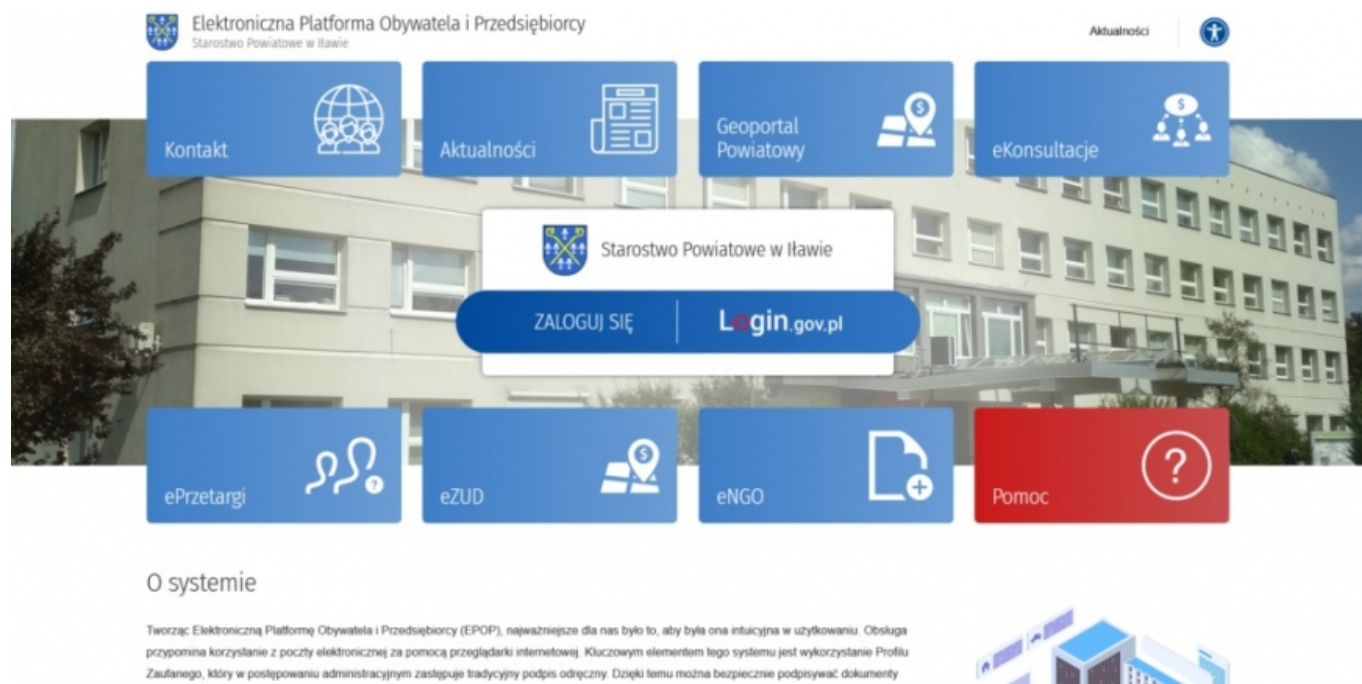 Elektroniczna Platforma Obywatela i Przedsiębiorcy
Starostwo Powiatowe w Iławie
Aktualności
Kontakt
Aktualności
Geoportal
Powiatowy
eKonsultacje
Starostwo Powiatowe w Iławie
ZALOGUJ SIĘ
Login.gov.pl
ePrzetargi
eZUD
eNGO
Pomoc
O systemie
Tworząc Elektroniczną Platformę Obywatela i Przedsiębiorcy (EPOP), najważniejsze dla nas było to, aby była ona intuicyjna w użytkowaniu. Obsługa
przypomina korzystanie z poczty elektronicznej za pomocą przeglądarki internetowej. Kluczowym elementem tego systemu jest wykorzystanie Profilu
Zaufanego, który w postępowaniu administracyjnym zastępuje tradycyjny podpis odręczny. Dzięki temu można bezpiecznie podpisywać dokumenty